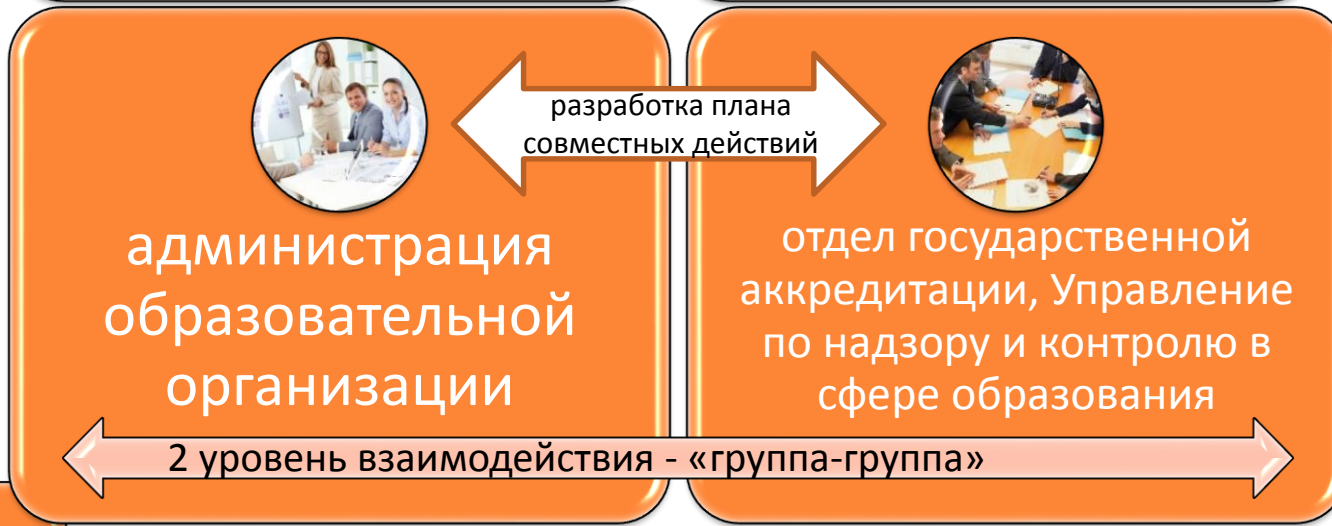 разработка плана
совместных действий
администрация
образовательной
организации
отдел государственной
аккредитации, Управление
по надзору и контролю в
сфере образования
2 уровень взаимодействия - «группа-группа»